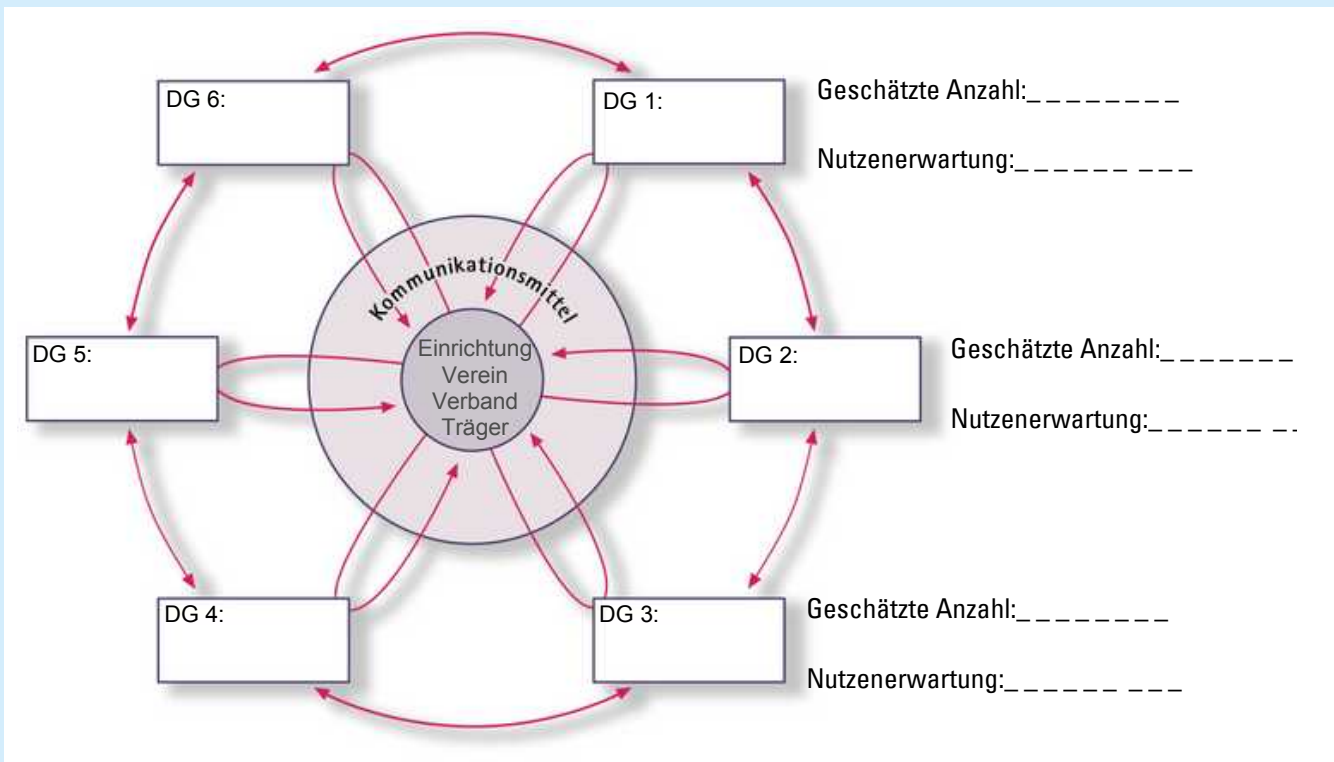 DG 6:
DG 1:
Geschätzte Anzahl:_ _ _ _ _ _ _ _
Nutzenerwartung:_ _ _ _ _ _ _ _ _
Kommunikationsmittel
DG 5:
Einrichtung
Verein
Verband
Träger
DG 2:
Geschätzte Anzahl:_ _ _ _ _ _ _
Nutzenerwartung:_ _ _ _ _ _ _.
DG 4:
DG 3:
Geschätzte Anzahl:_ _ _ _ _ _ _ _
Nutzenerwartung:_ _ _ _ _ _ _ _ _